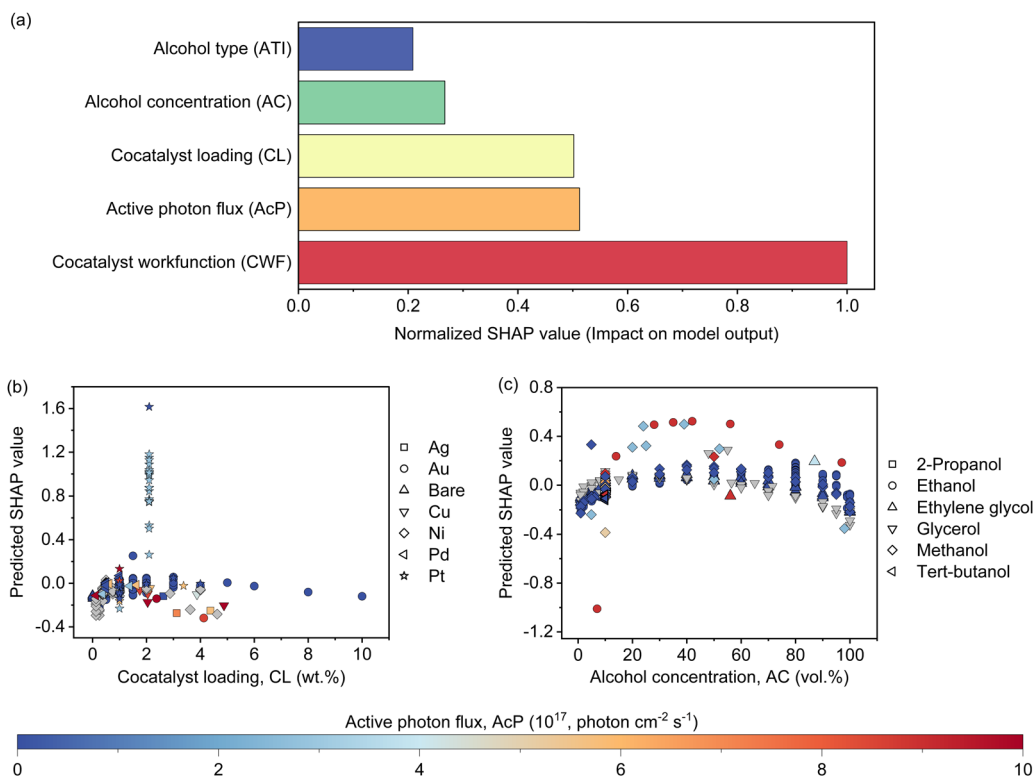 (a)
Alcohol type (ATI)
Alcohol concentration (AC)
Cocatalyst loading (CL)
Active photon flux (AcP)
Cocatalyst workfunction (CWF)
0.0 0.2 0.4 0.6 0.8 1.0
Normalized SHAP value (Impact on model output)
(b)
Predicted SHAP value
1.6
1.2
0.8
0.4
0.0
-0.4
0 2 4 6 8 10
Cocatalyst loading, CL (wt.%)
Ag
Au
Bare
Cu
Ni
Pd
Pt
(c)
Predicted SHAP value
0.8
0.4
0.0
-0.4
-0.8
-1.2
0 20 40 60 80 100
Alcohol concentration, AC (vol.%)
2-Propanol
Ethanol
Ethylene glycol
Glycerol
Methanol
Tert-butanol
Active photon flux, AcP (10¹⁷, photon cm⁻² s⁻¹)
0 2 4 6 8 10